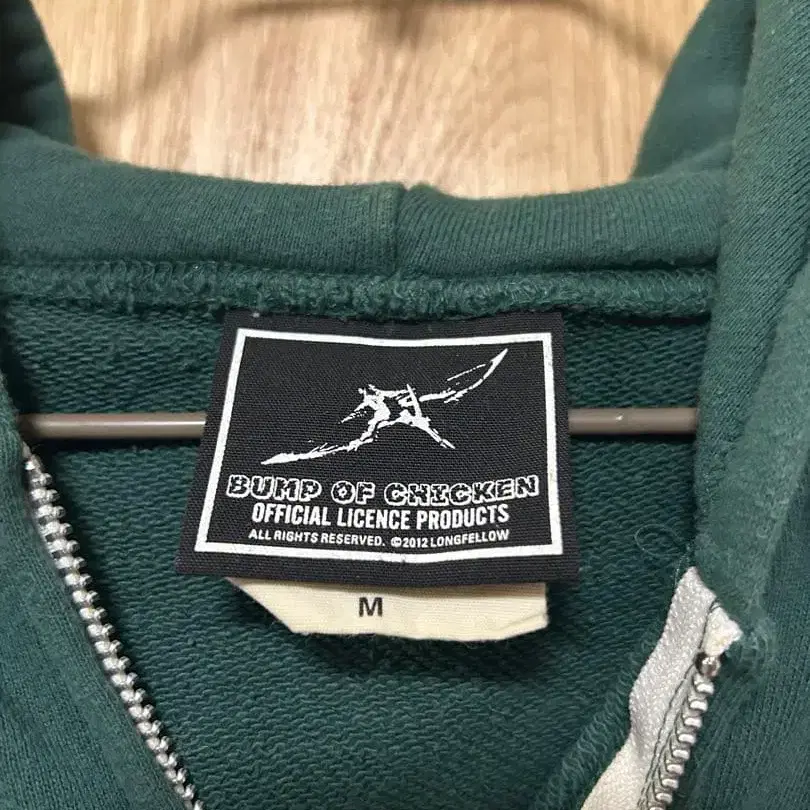 BUMP OF CHICKEN
OFFICIAL LICENCE PRODUCTS
ALL RIGHTS RESERVED. ©2012 LONGFELLOW
M